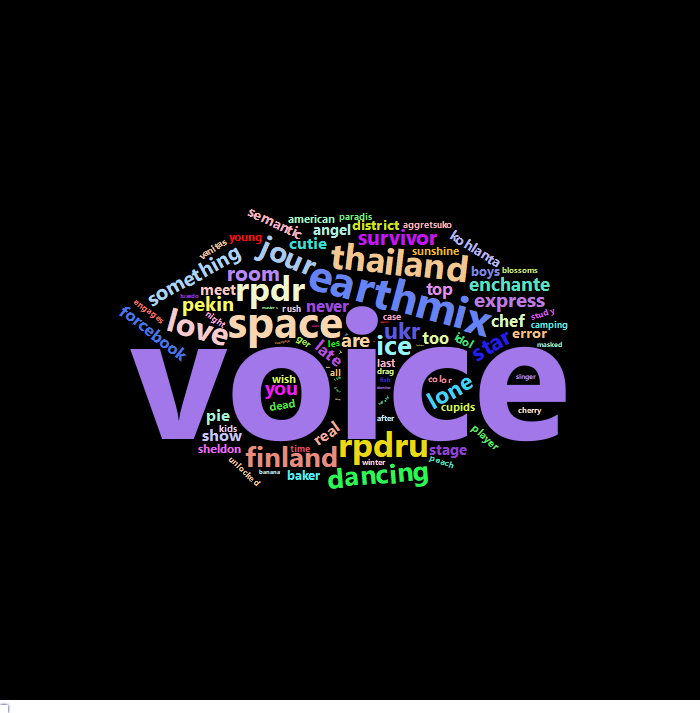 semantic
american
paradis
angel
district
aggretsuko
vanitas
young
cutie
survivor
kohlanta
something
jour
thailand
sunshine
boys
blossoms
room
rpdr
earthmix
top
enchante
meet
express
engages
forcebook
pekin
rush
never
case
study
night
love
space
ukr
chef
camping
ger
les
are
ice
too
idol
star
error
masked
late
last
all
drag
fish
color
lone
singer
voice
wish
you
dead
cupids
cherry
after
pie
kids
show
real
rpdru
stage
player
sheldon
time
finland
winter
peach
unlocked
banana
baker
dancing